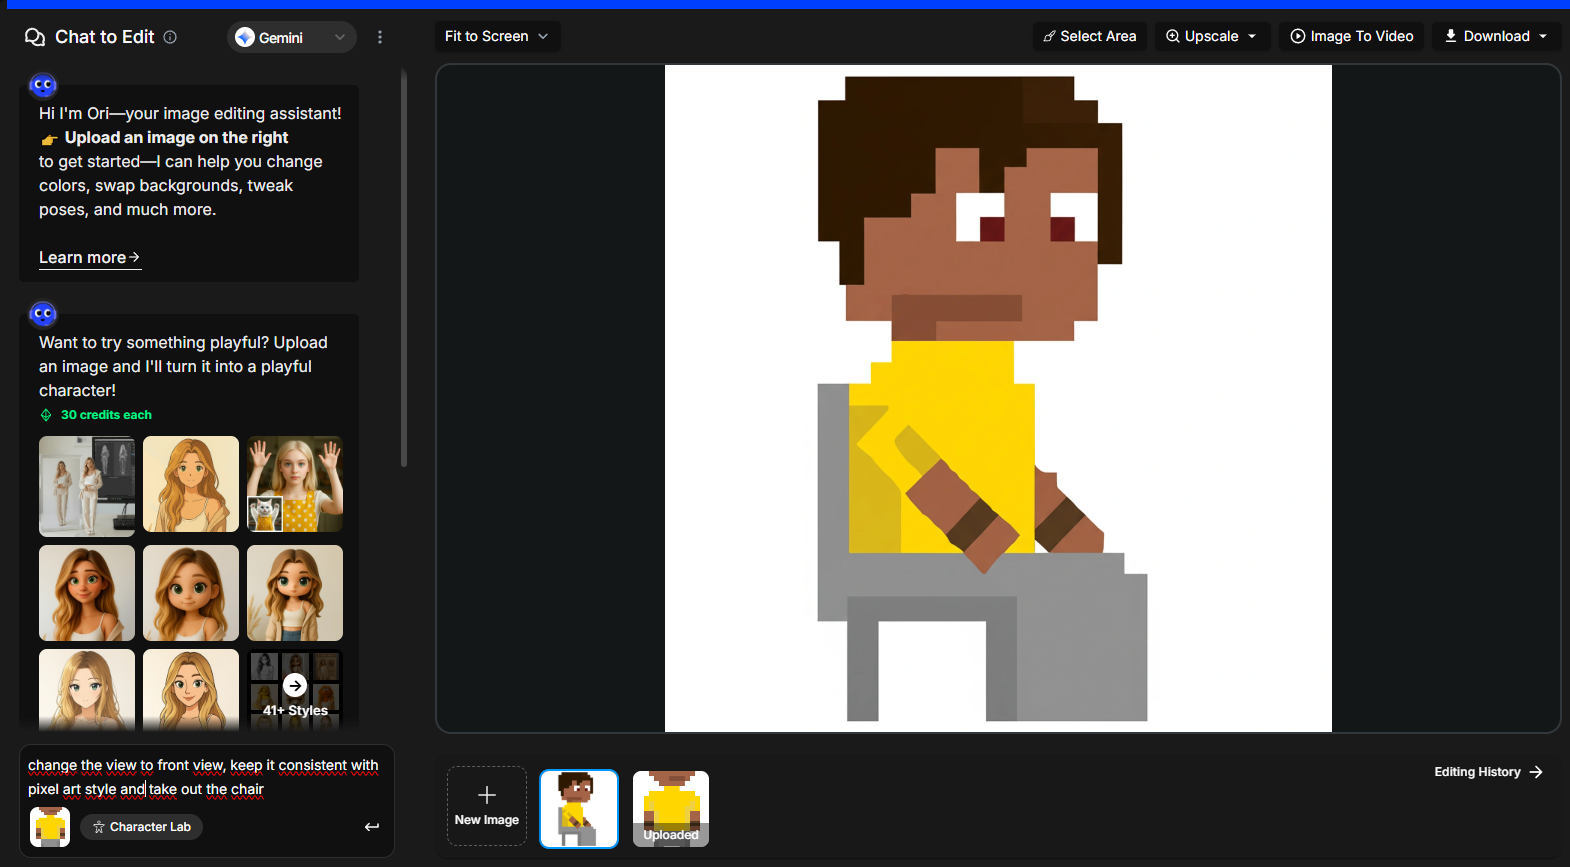 Chat to Edit
Gemini
Fit to Screen
Select Area
Upscale
Image To Video
Download
Hi I'm Ori—your image editing assistant!
👉 Upload an image on the right
to get started—I can help you change
colors, swap backgrounds, tweak
poses, and much more.
Learn more→
Want to try something playful? Upload
an image and I'll turn it into a playful
character!
30 credits each
41+ Styles
change the view to front view, keep it consistent with
pixel art style and take out the chair
Character Lab
New Image
Uploaded
Editing History